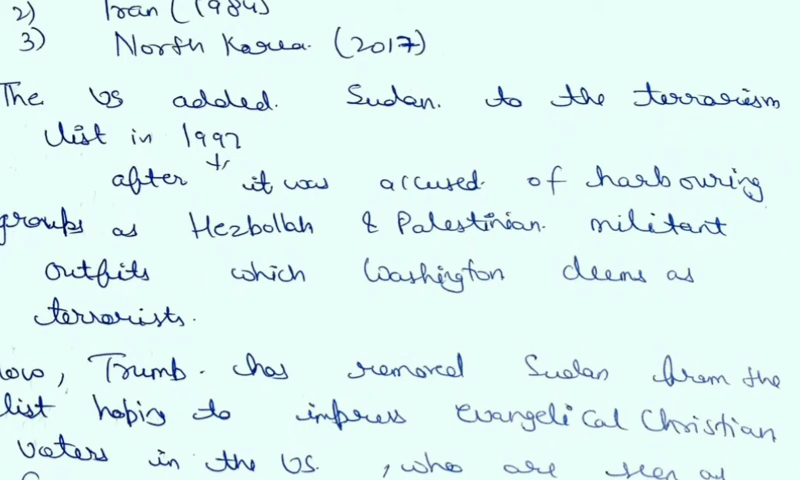 2) Iran (1984)
3) North Korea (2017)
The US added Sudan to the terrorism
list in 1997
after it was accused of harbouring
groups as Hezbollah & Palestinian militant
outfits which Washington deems as
terrorists.
Now, Trump has removed Sudan from the
list hoping to impress evangelical Christian
voters in the US, who are seen as